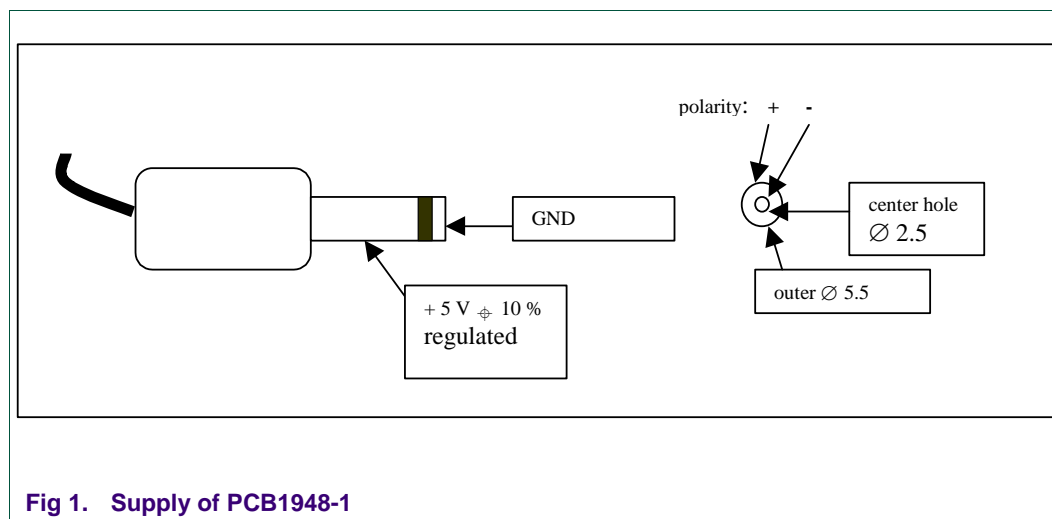 polarity: + -
center hole
∅ 2.5
GND
outer ∅ 5.5
+ 5 V ⌖ 10 %
regulated
Fig 1. Supply of PCB1948-1